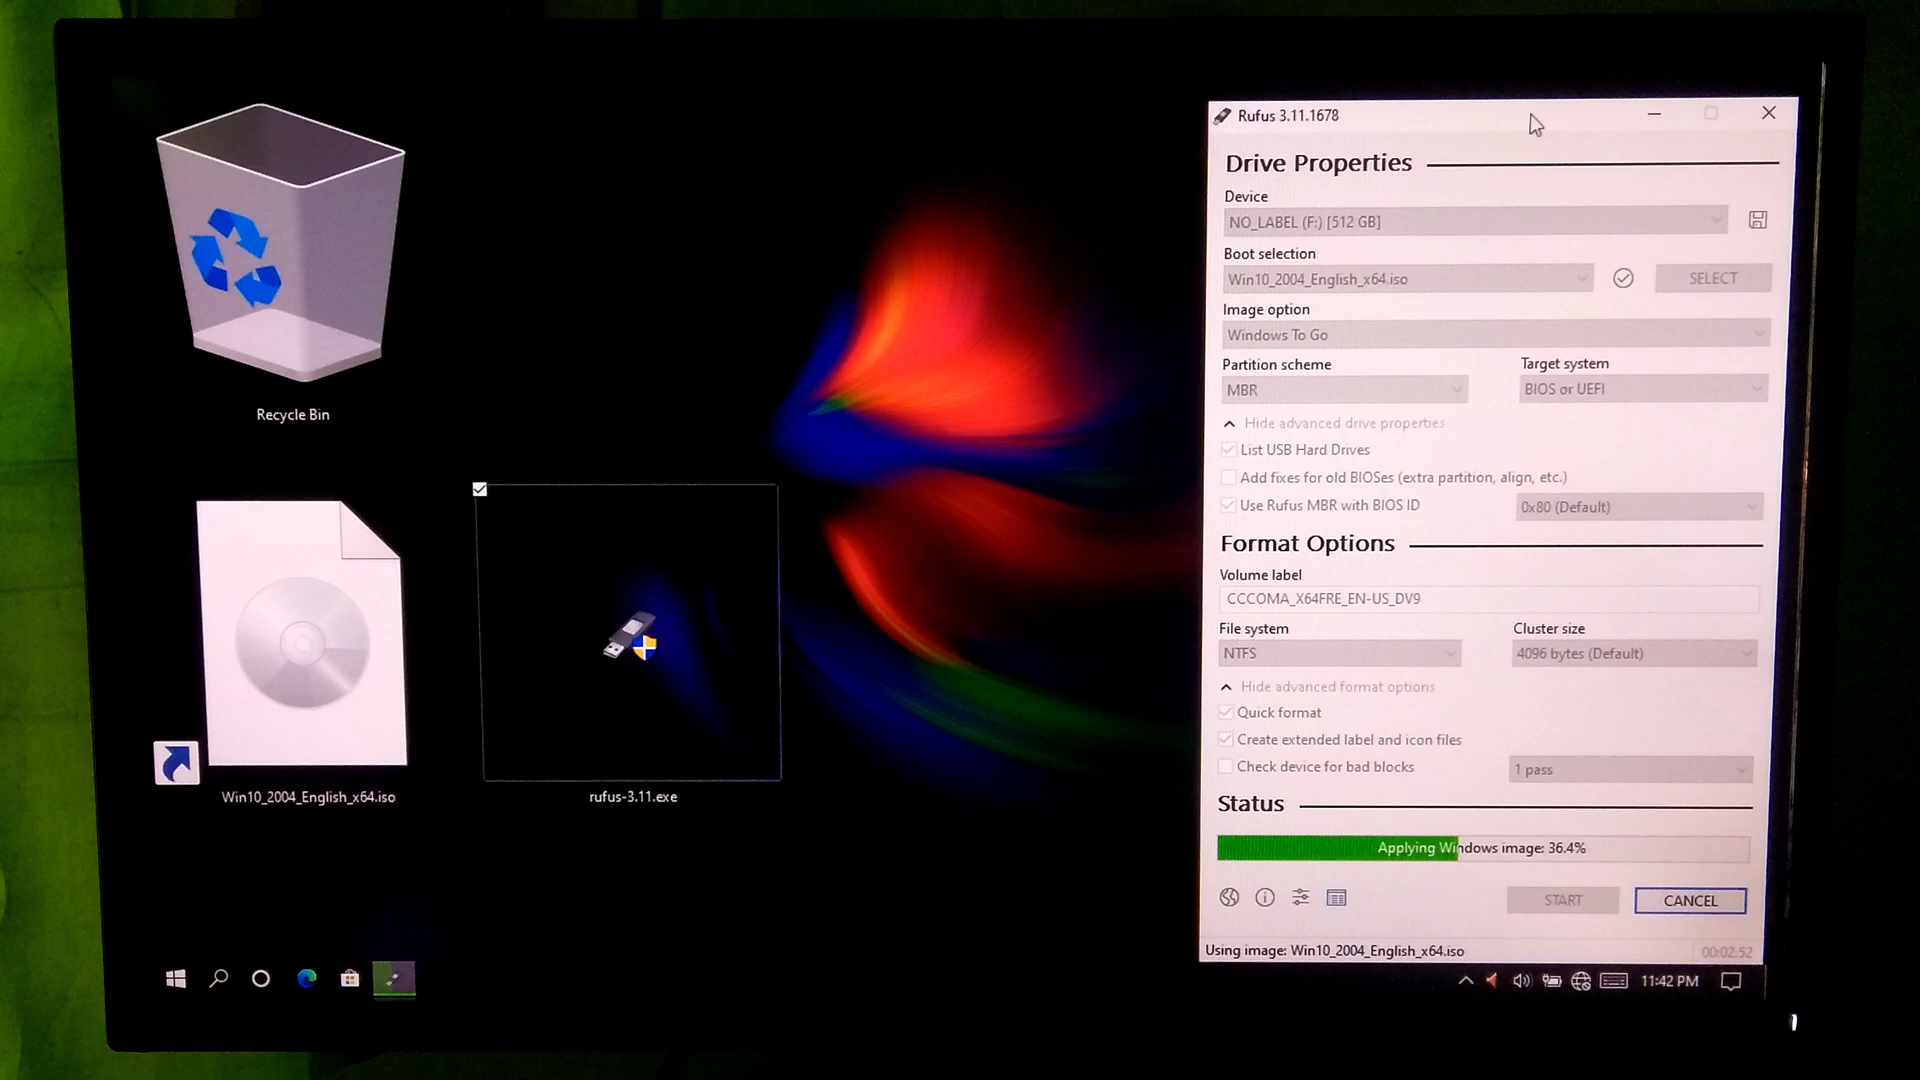 Recycle Bin
Win10_2004_English_x64.iso
rufus-3.11.exe
Rufus 3.11.1678
Drive Properties
Device
NO_LABEL (F:) [512 GB]
Boot selection
Win10_2004_English_x64.iso
SELECT
Image option
Windows To Go
Partition scheme
Target system
MBR
BIOS or UEFI
Hide advanced drive properties
List USB Hard Drives
Add fixes for old BIOSes (extra partition, align, etc.)
Use Rufus MBR with BIOS ID
0x80 (Default)
Format Options
Volume label
CCCOMA_X64FRE_EN-US_DV9
File system
Cluster size
NTFS
4096 bytes (Default)
Hide advanced format options
Quick format
Create extended label and icon files
Check device for bad blocks
1 pass
Status
Applying Windows image: 36.4%
START
CANCEL
Using image: Win10_2004_English_x64.iso
00:02:52
11:42 PM